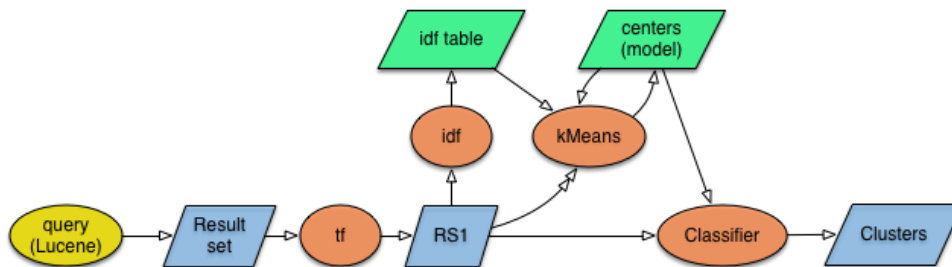 idf table
centers
(model)
idf
kMeans
query
(Lucene)
Result
set
tf
RS1
Classifier
Clusters